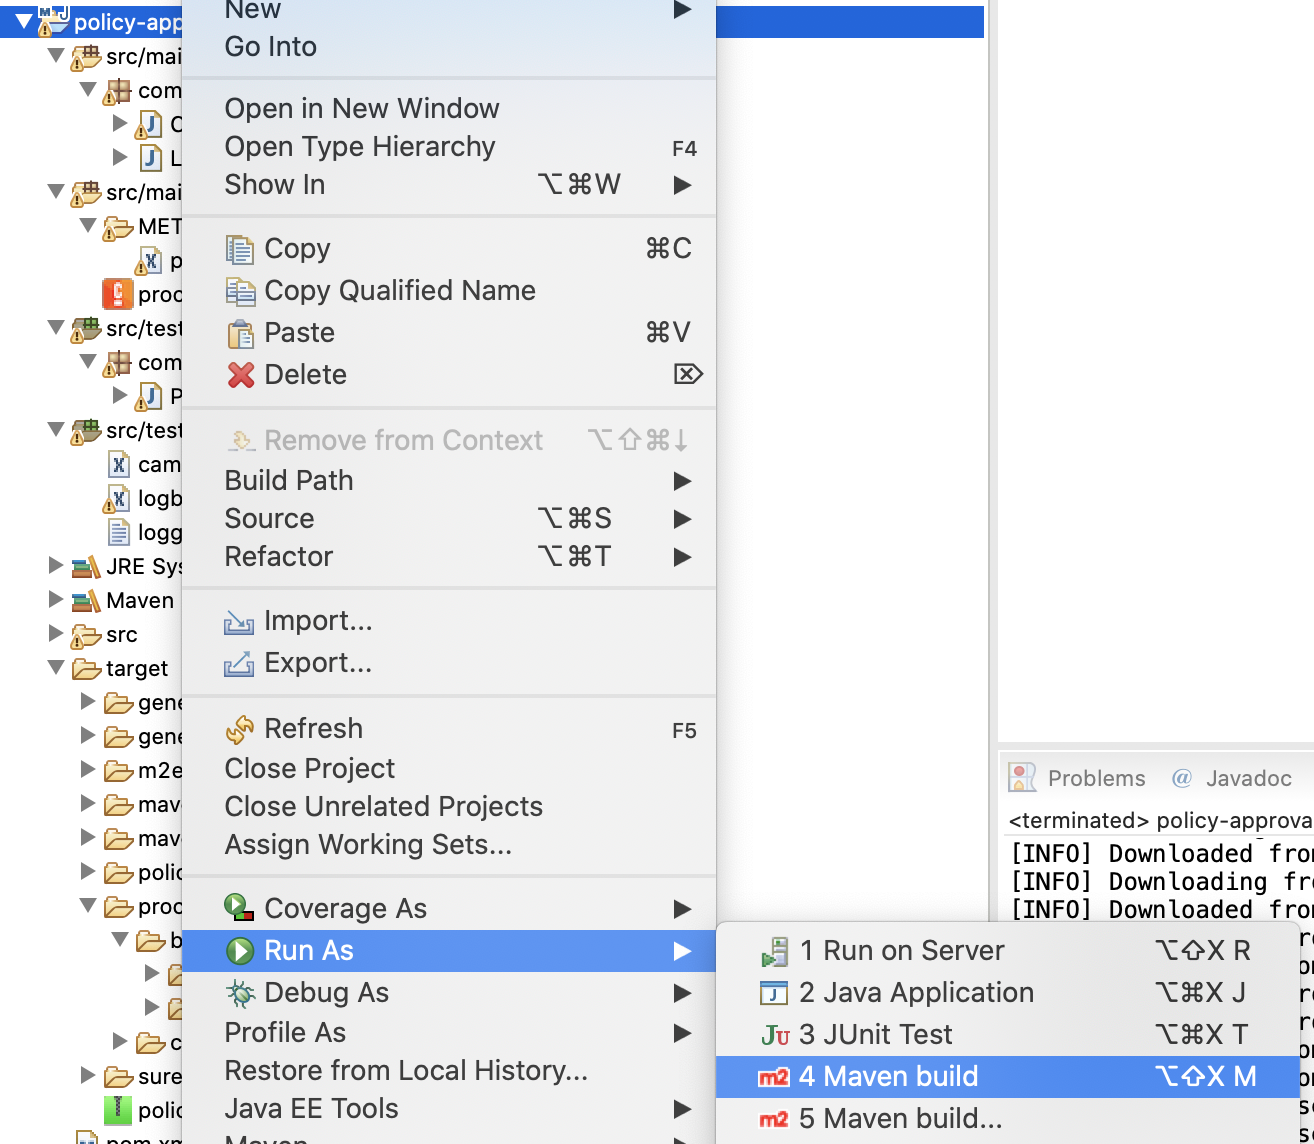 policy-app
src/mai
com
C
L
src/mai
MET
p
proc
src/test
com
P
src/test
cam
logb
logg
JRE Sys
Maven
src
target
gene
gene
m2e
mav
mav
polic
proc
b
c
sure
polic
pom.xm
New
Go Into
Open in New Window
Open Type Hierarchy F4
Show In ⌥⌘W
Copy ⌘C
Copy Qualified Name
Paste ⌘V
Delete ⌦
Remove from Context ⌥⇧⌘↓
Build Path
Source ⌥⌘S
Refactor ⌥⌘T
Import...
Export...
Refresh F5
Close Project
Close Unrelated Projects
Assign Working Sets...
Coverage As
Run As
Debug As
Profile As
Restore from Local History...
Java EE Tools
Maven
1 Run on Server ⌥⇧X R
2 Java Application ⌥⌘X J
3 JUnit Test ⌥⌘X T
4 Maven build ⌥⇧X M
5 Maven build...
Problems @ Javadoc
<terminated> policy-approva
[INFO] Downloaded from
[INFO] Downloading fro
[INFO] Downloaded from